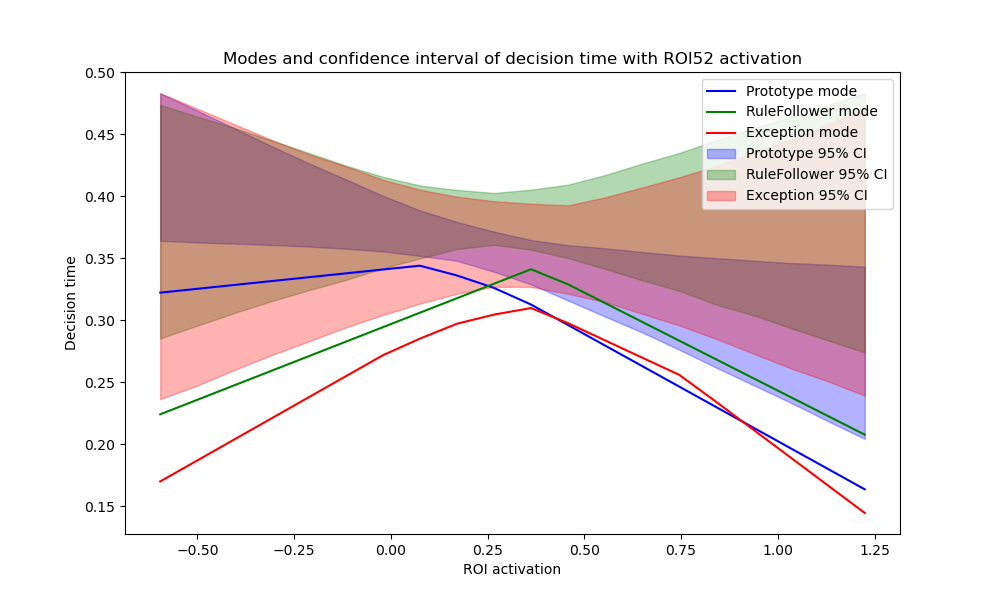 Modes and confidence interval of decision time with ROI52 activation
0.50
0.45
0.40
0.35
0.30
0.25
0.20
0.15
Decision time
Prototype mode
RuleFollower mode
Exception mode
Prototype 95% CI
RuleFollower 95% CI
Exception 95% CI
−0.50
−0.25
0.00
0.25
0.50
0.75
1.00
1.25
ROI activation